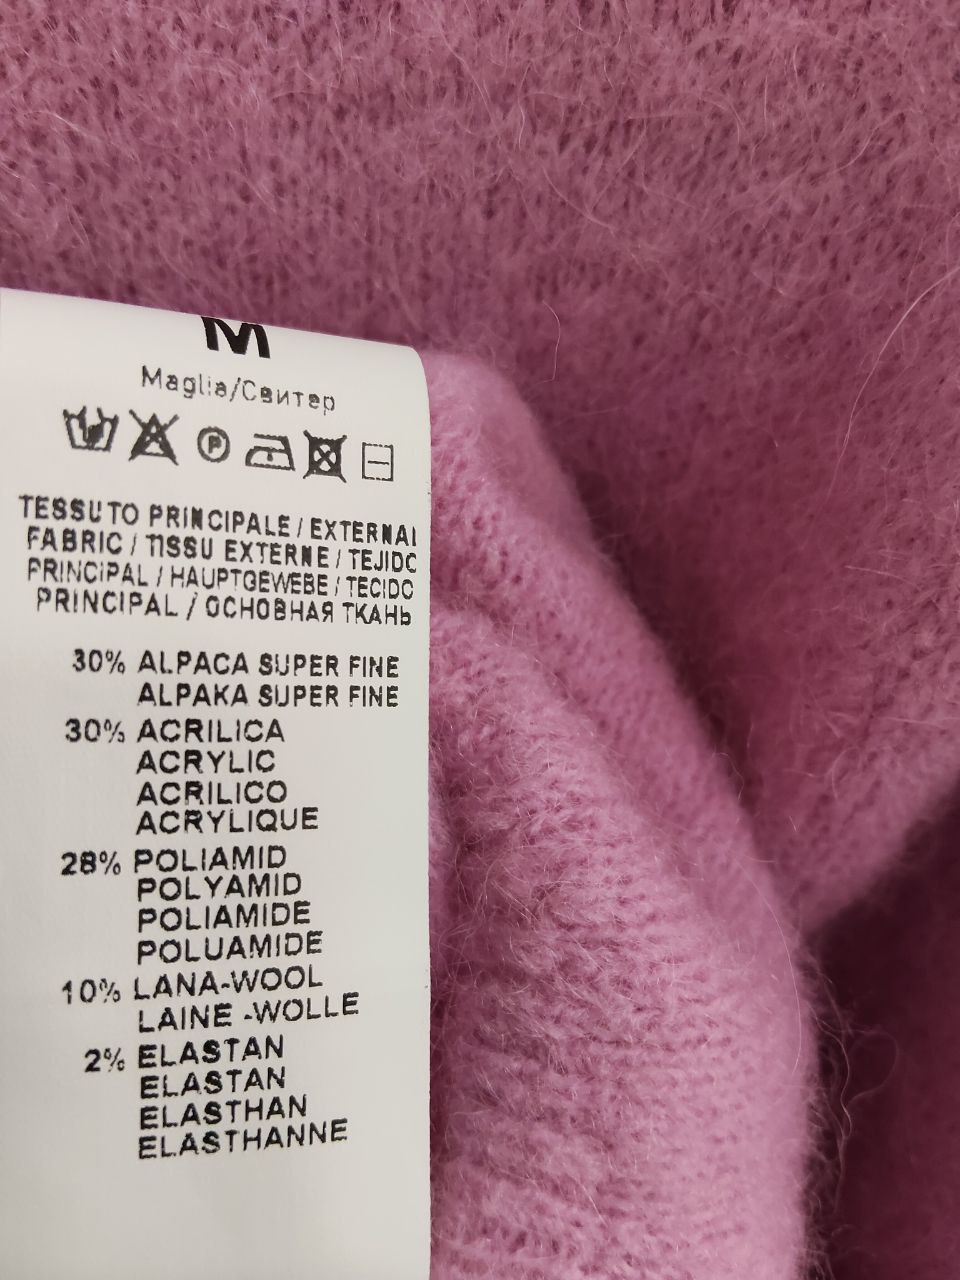 M
Maglia/Свитер
P
TESSUTO PRINCIPALE / EXTERNAL
FABRIC / TISSU EXTERNE / TEJIDO
PRINCIPAL / HAUPTGEWEBE / TECIDO
PRINCIPAL / ОСНОВНАЯ ТКАНЬ
30% ALPACA SUPER FINE
ALPAKA SUPER FINE
30% ACRILICA
ACRYLIC
ACRILICO
ACRYLIQUE
28% POLIAMID
POLYAMID
POLIAMIDE
POLUAMIDE
10% LANA-WOOL
LAINE -WOLLE
2% ELASTAN
ELASTAN
ELASTHAN
ELASTHANNE